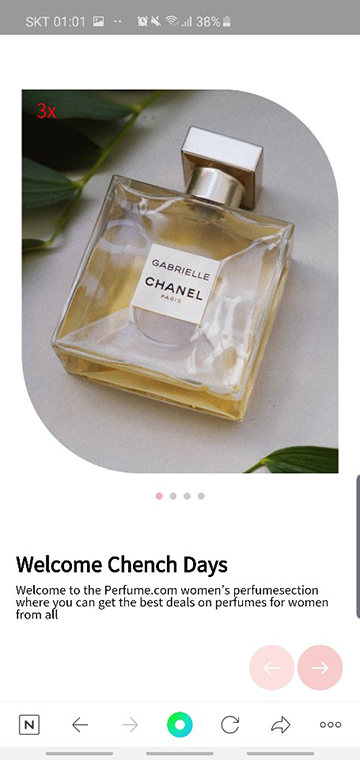 SKT 01:01 38%
3x
GABRIELLE
CHANEL
PARIS
Welcome Chench Days
Welcome to the Perfume.com women's perfumesection
where you can get the best deals on perfumes for women
from all
N